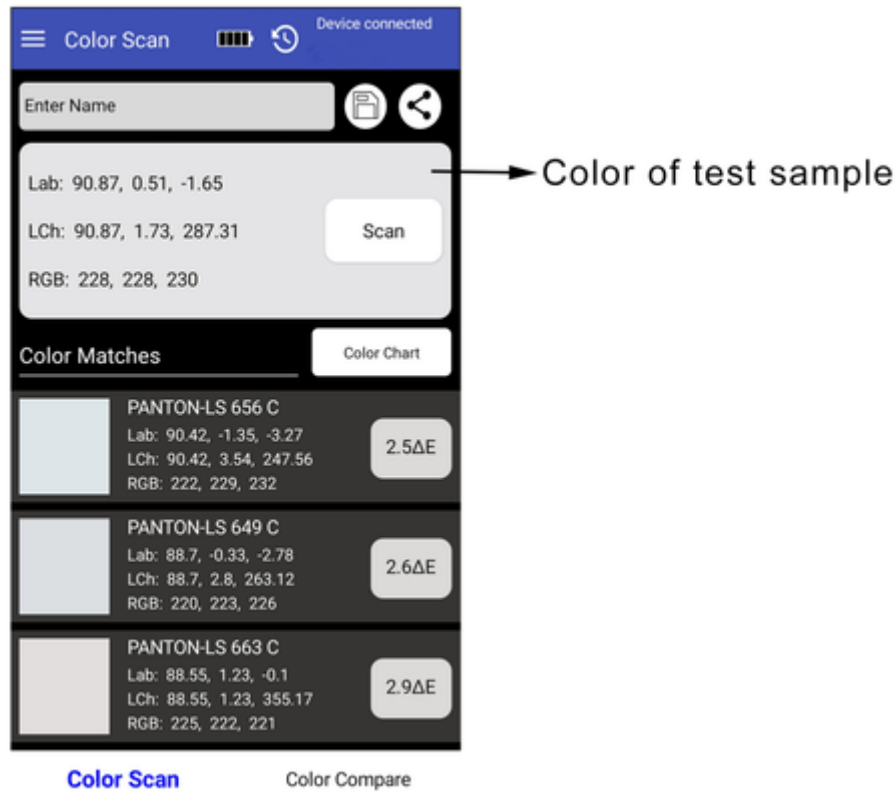 Color Scan
Device connected
Enter Name
Lab: 90.87, 0.51, -1.65
LCh: 90.87, 1.73, 287.31
RGB: 228, 228, 230
Scan
Color of test sample
Color Matches
Color Chart
PANTON-LS 656 C
Lab: 90.42, -1.35, -3.27
LCh: 90.42, 3.54, 247.56
RGB: 222, 229, 232
2.5ΔE
PANTON-LS 649 C
Lab: 88.7, -0.33, -2.78
LCh: 88.7, 2.8, 263.12
RGB: 220, 223, 226
2.6ΔE
PANTON-LS 663 C
Lab: 88.55, 1.23, -0.1
LCh: 88.55, 1.23, 355.17
RGB: 225, 222, 221
2.9ΔE
Color Scan
Color Compare